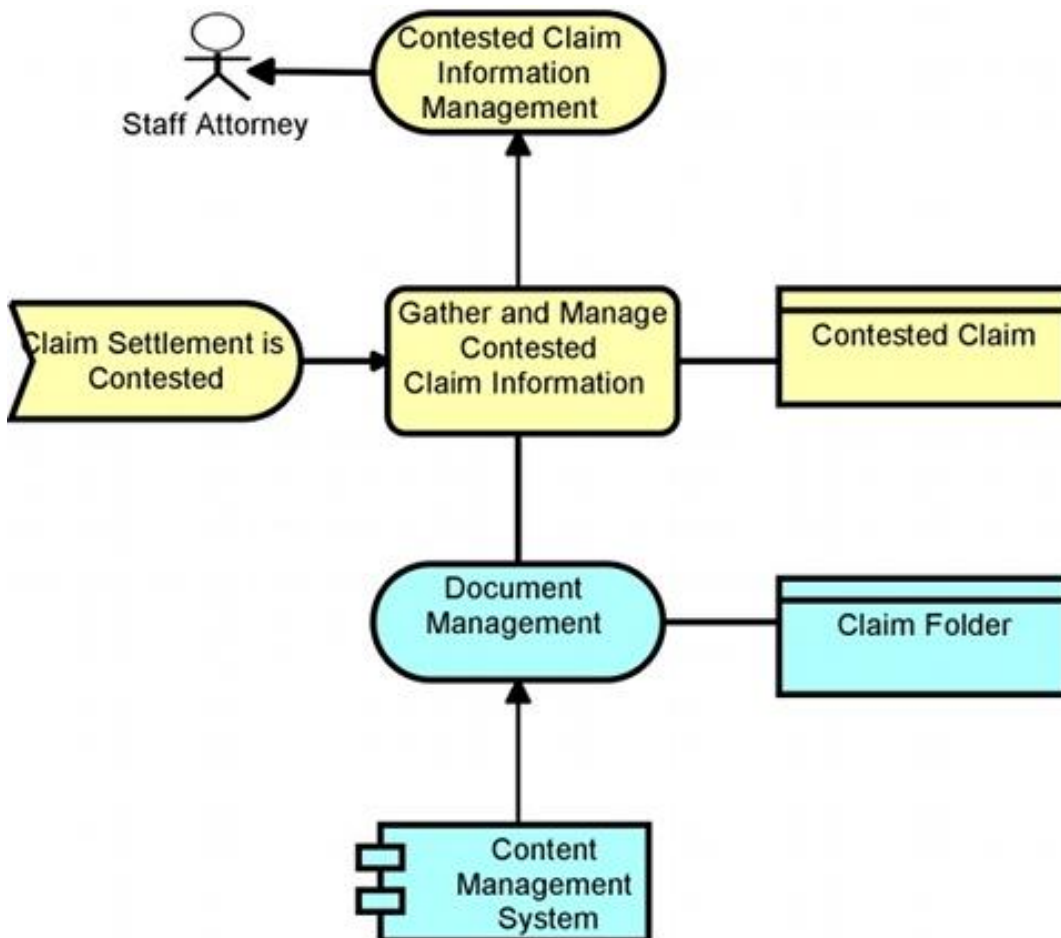 Contested Claim
Information
Management
Staff Attorney
Claim Settlement is
Contested
Gather and Manage
Contested
Claim Information
Contested Claim
Document
Management
Claim Folder
Content
Management
System